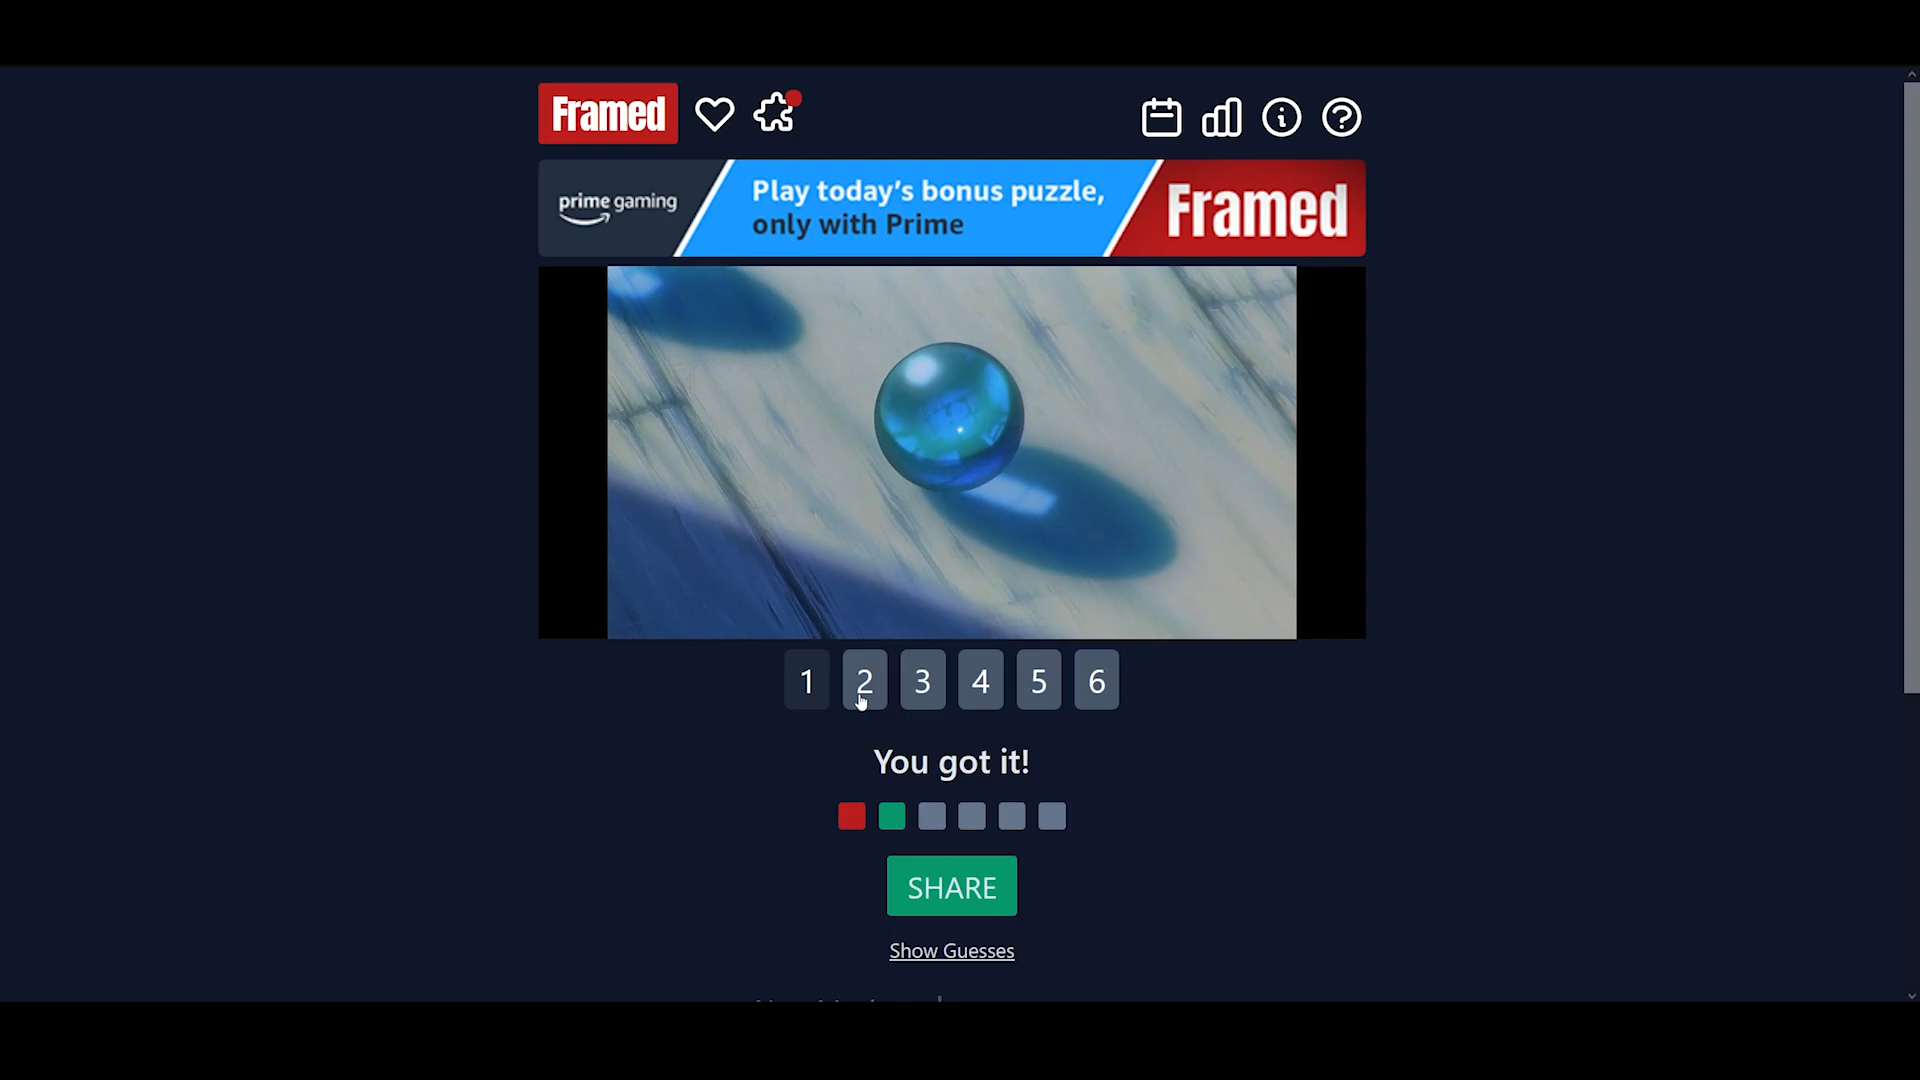 Framed
prime gaming
Play today's bonus puzzle,
only with Prime
Framed
1 2 3 4 5 6
You got it!
SHARE
Show Guesses